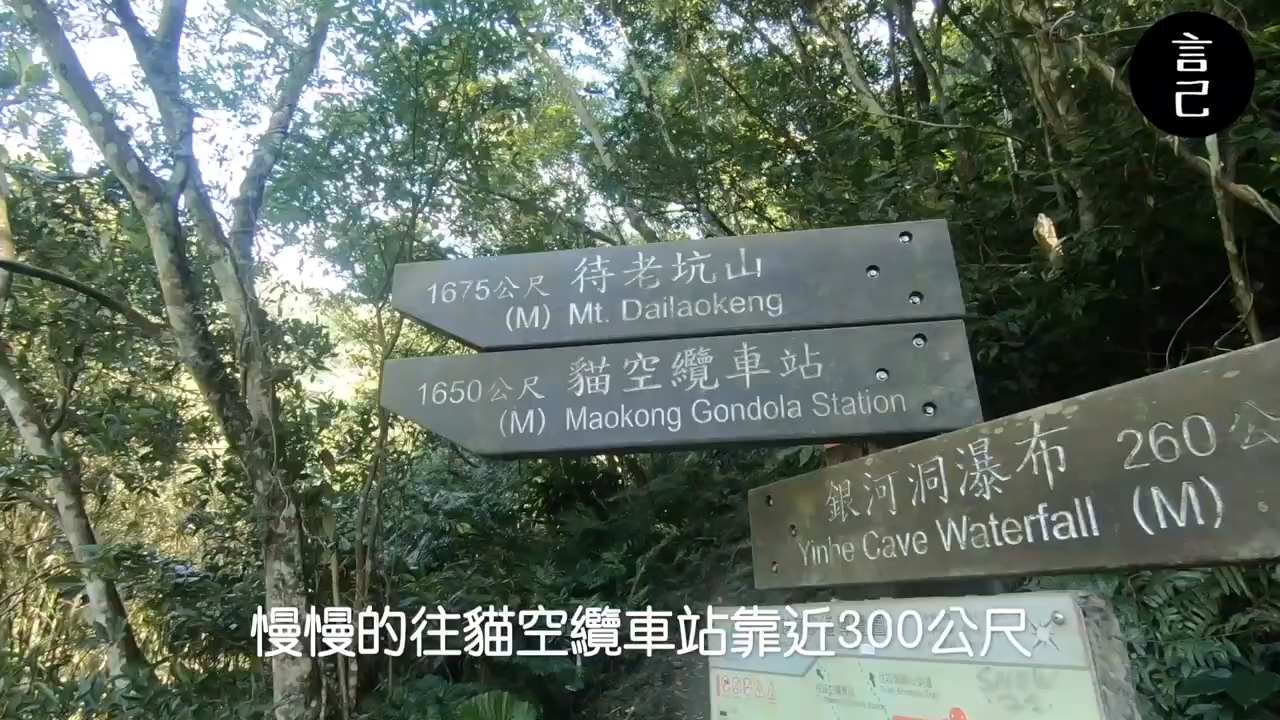 言己
1675公尺 待老坑山
(M) Mt. Dailaokeng
1650公尺 貓空纜車站
(M) Maokong Gondola Station
銀河洞瀑布 260公
Yinhe Cave Waterfall (M)
慢慢的往貓空纜車站靠近300公尺